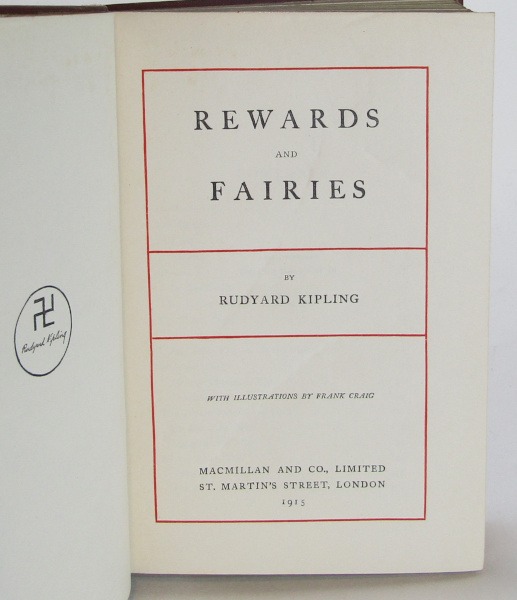 Rudyard Kipling
REWARDS
AND
FAIRIES
BY
RUDYARD KIPLING
WITH ILLUSTRATIONS BY FRANK CRAIG
MACMILLAN AND CO., LIMITED
ST. MARTIN'S STREET, LONDON
1915